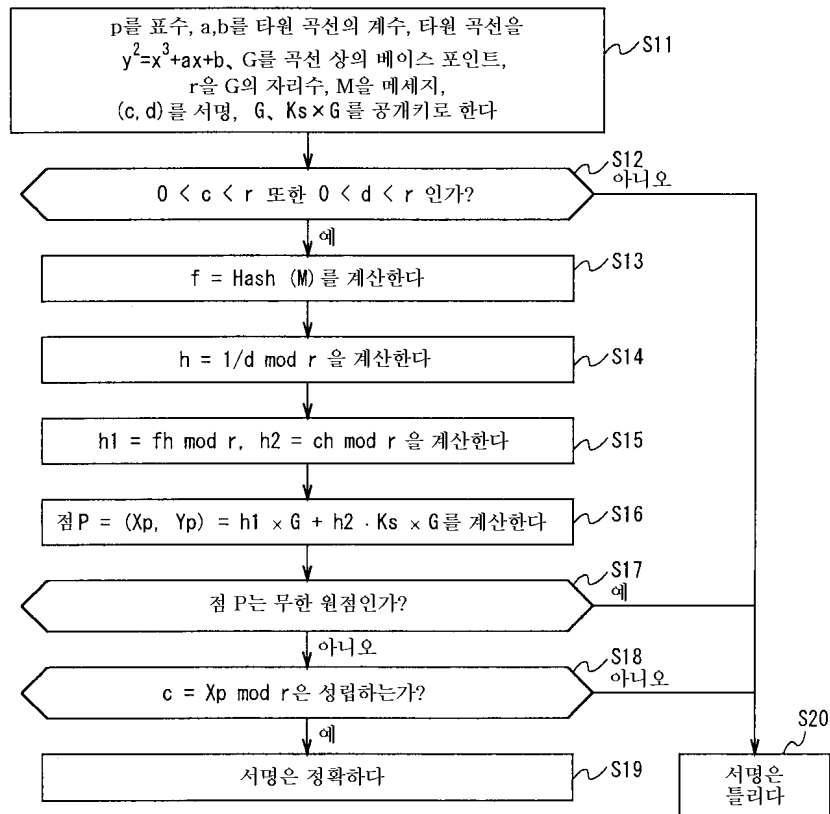 p를 표수, a,b를 타원 곡선의 계수, 타원 곡선을
y²=x³+ax+b、G를 곡선 상의 베이스 포인트,
r을 G의 자리수, M을 메세지,
(c, d)를 서명, G、Ks×G를 공개키로 한다
S11
S12
0 < c < r 또한 0 < d < r 인가?
아니오
예
f = Hash (M)를 계산한다
S13
h = 1/d mod r 을 계산한다
S14
h1 = fh mod r, h2 = ch mod r 을 계산한다
S15
점 P = (Xp, Yp) = h1 × G + h2 · Ks × G를 계산한다
S16
S17
점 P는 무한 원점인가?
예
아니오
S18
c = Xp mod r은 성립하는가?
아니오
예
S20
서명은 정확하다
S19
서명은
틀리다